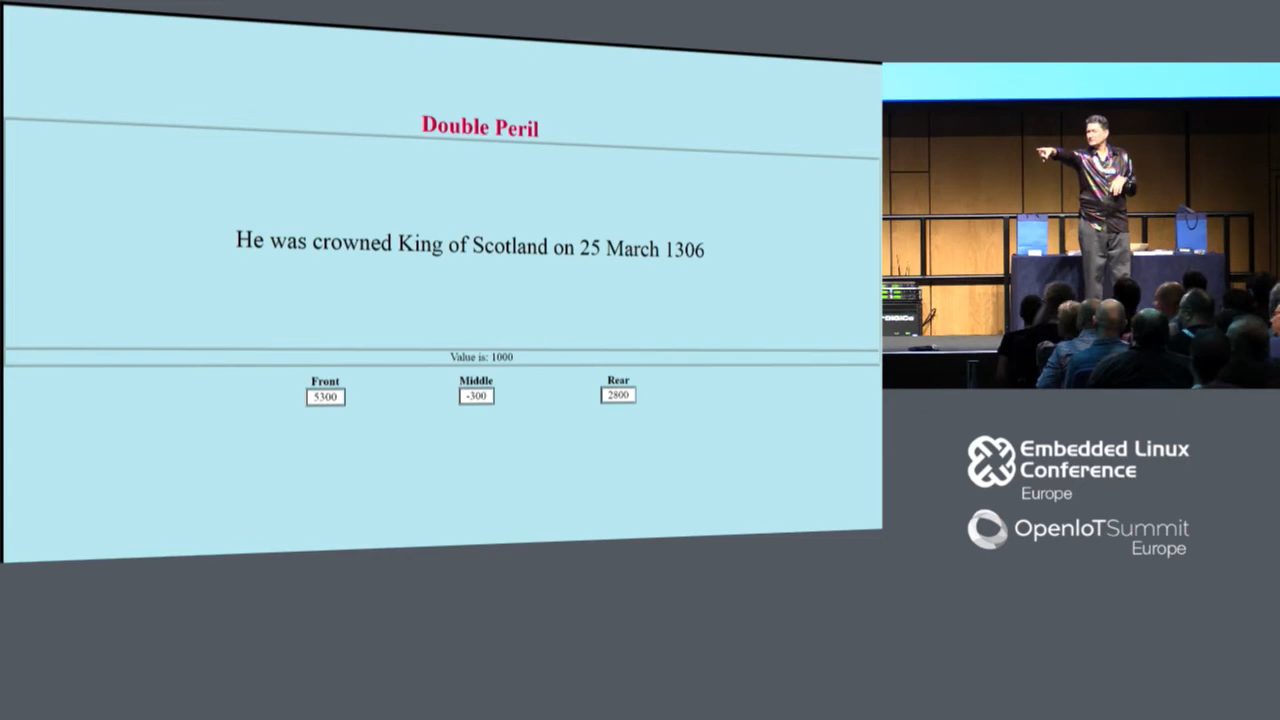 Double Peril
He was crowned King of Scotland on 25 March 1306
Value is: 1000
Front
Middle
Rear
5300
-300
2800
DiGiCo
Embedded Linux
Conference
Europe
OpenIoTSummit
Europe